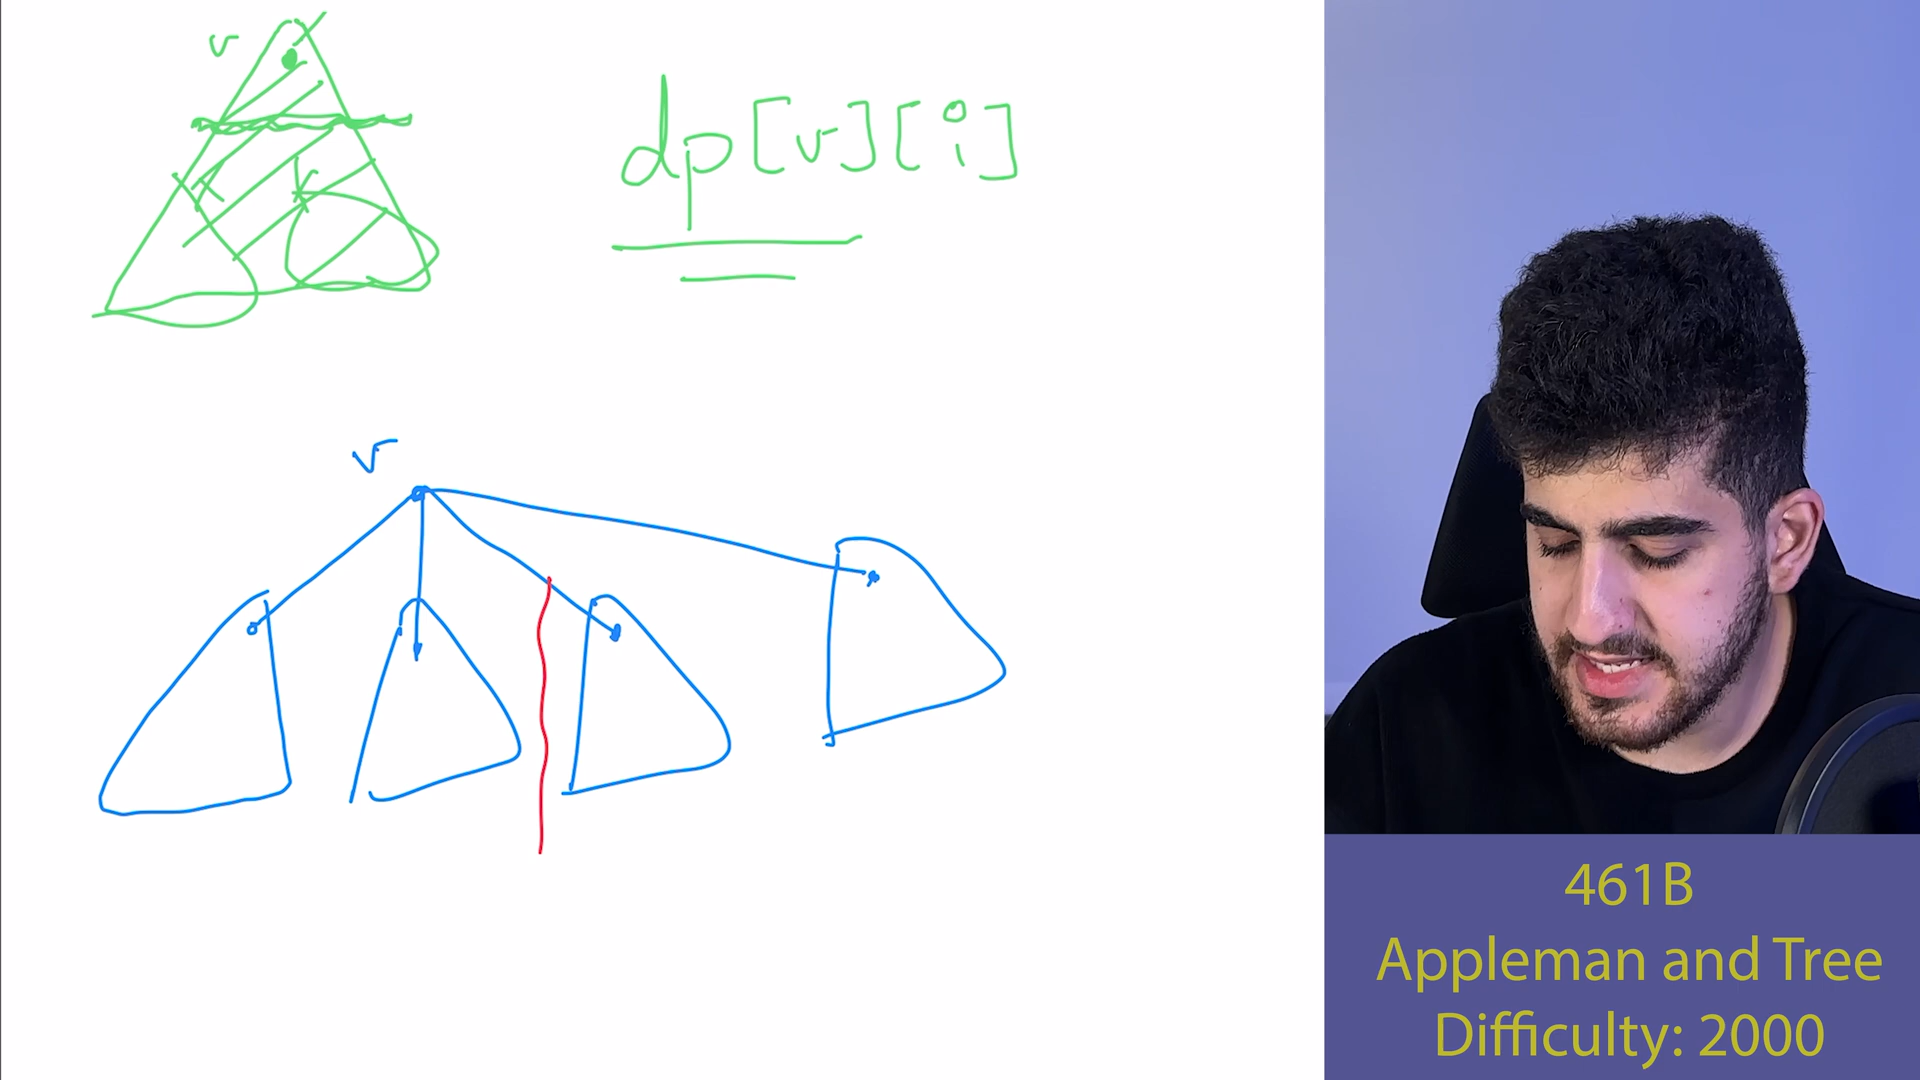 v
dp[v][i]
v
461B
Appleman and Tree
Difficulty: 2000